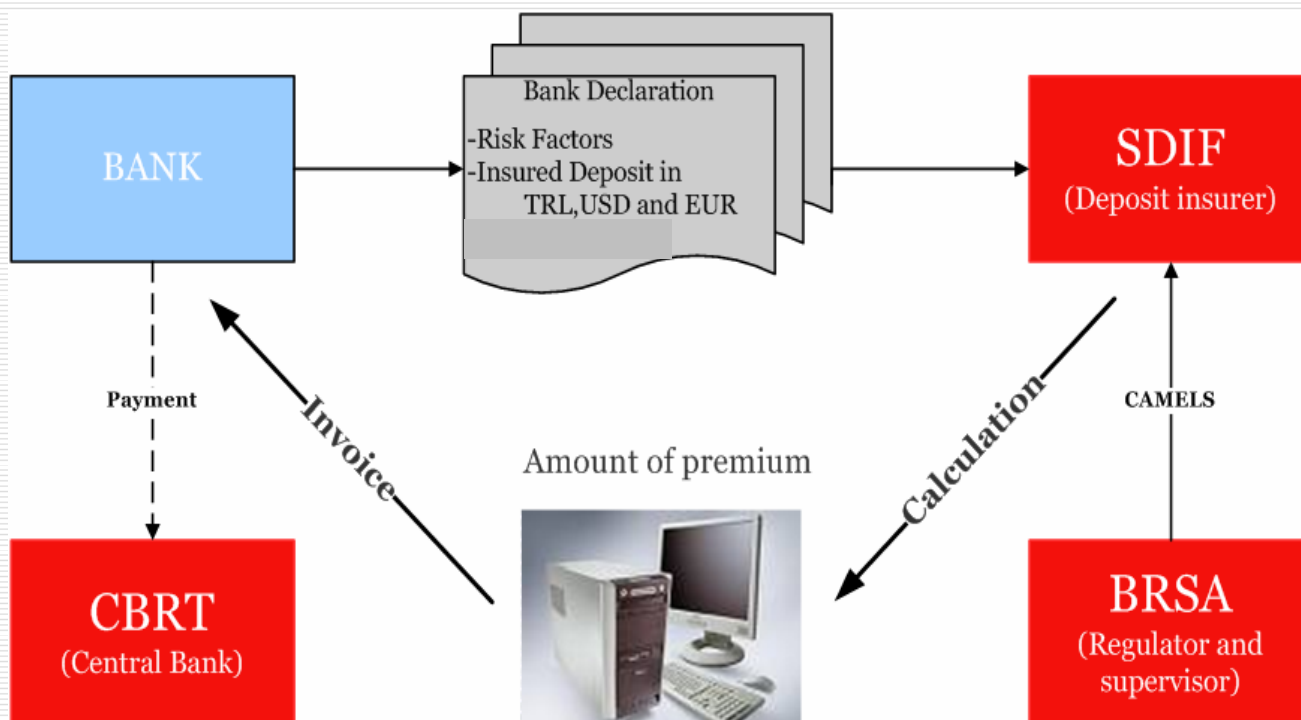 Bank Declaration
-Risk Factors
-Insured Deposit in
TRL,USD and EUR
BANK
SDIF
(Deposit insurer)
Payment
Invoice
Amount of premium
Calculation
CAMELS
CBRT
(Central Bank)
BRSA
(Regulator and
supervisor)